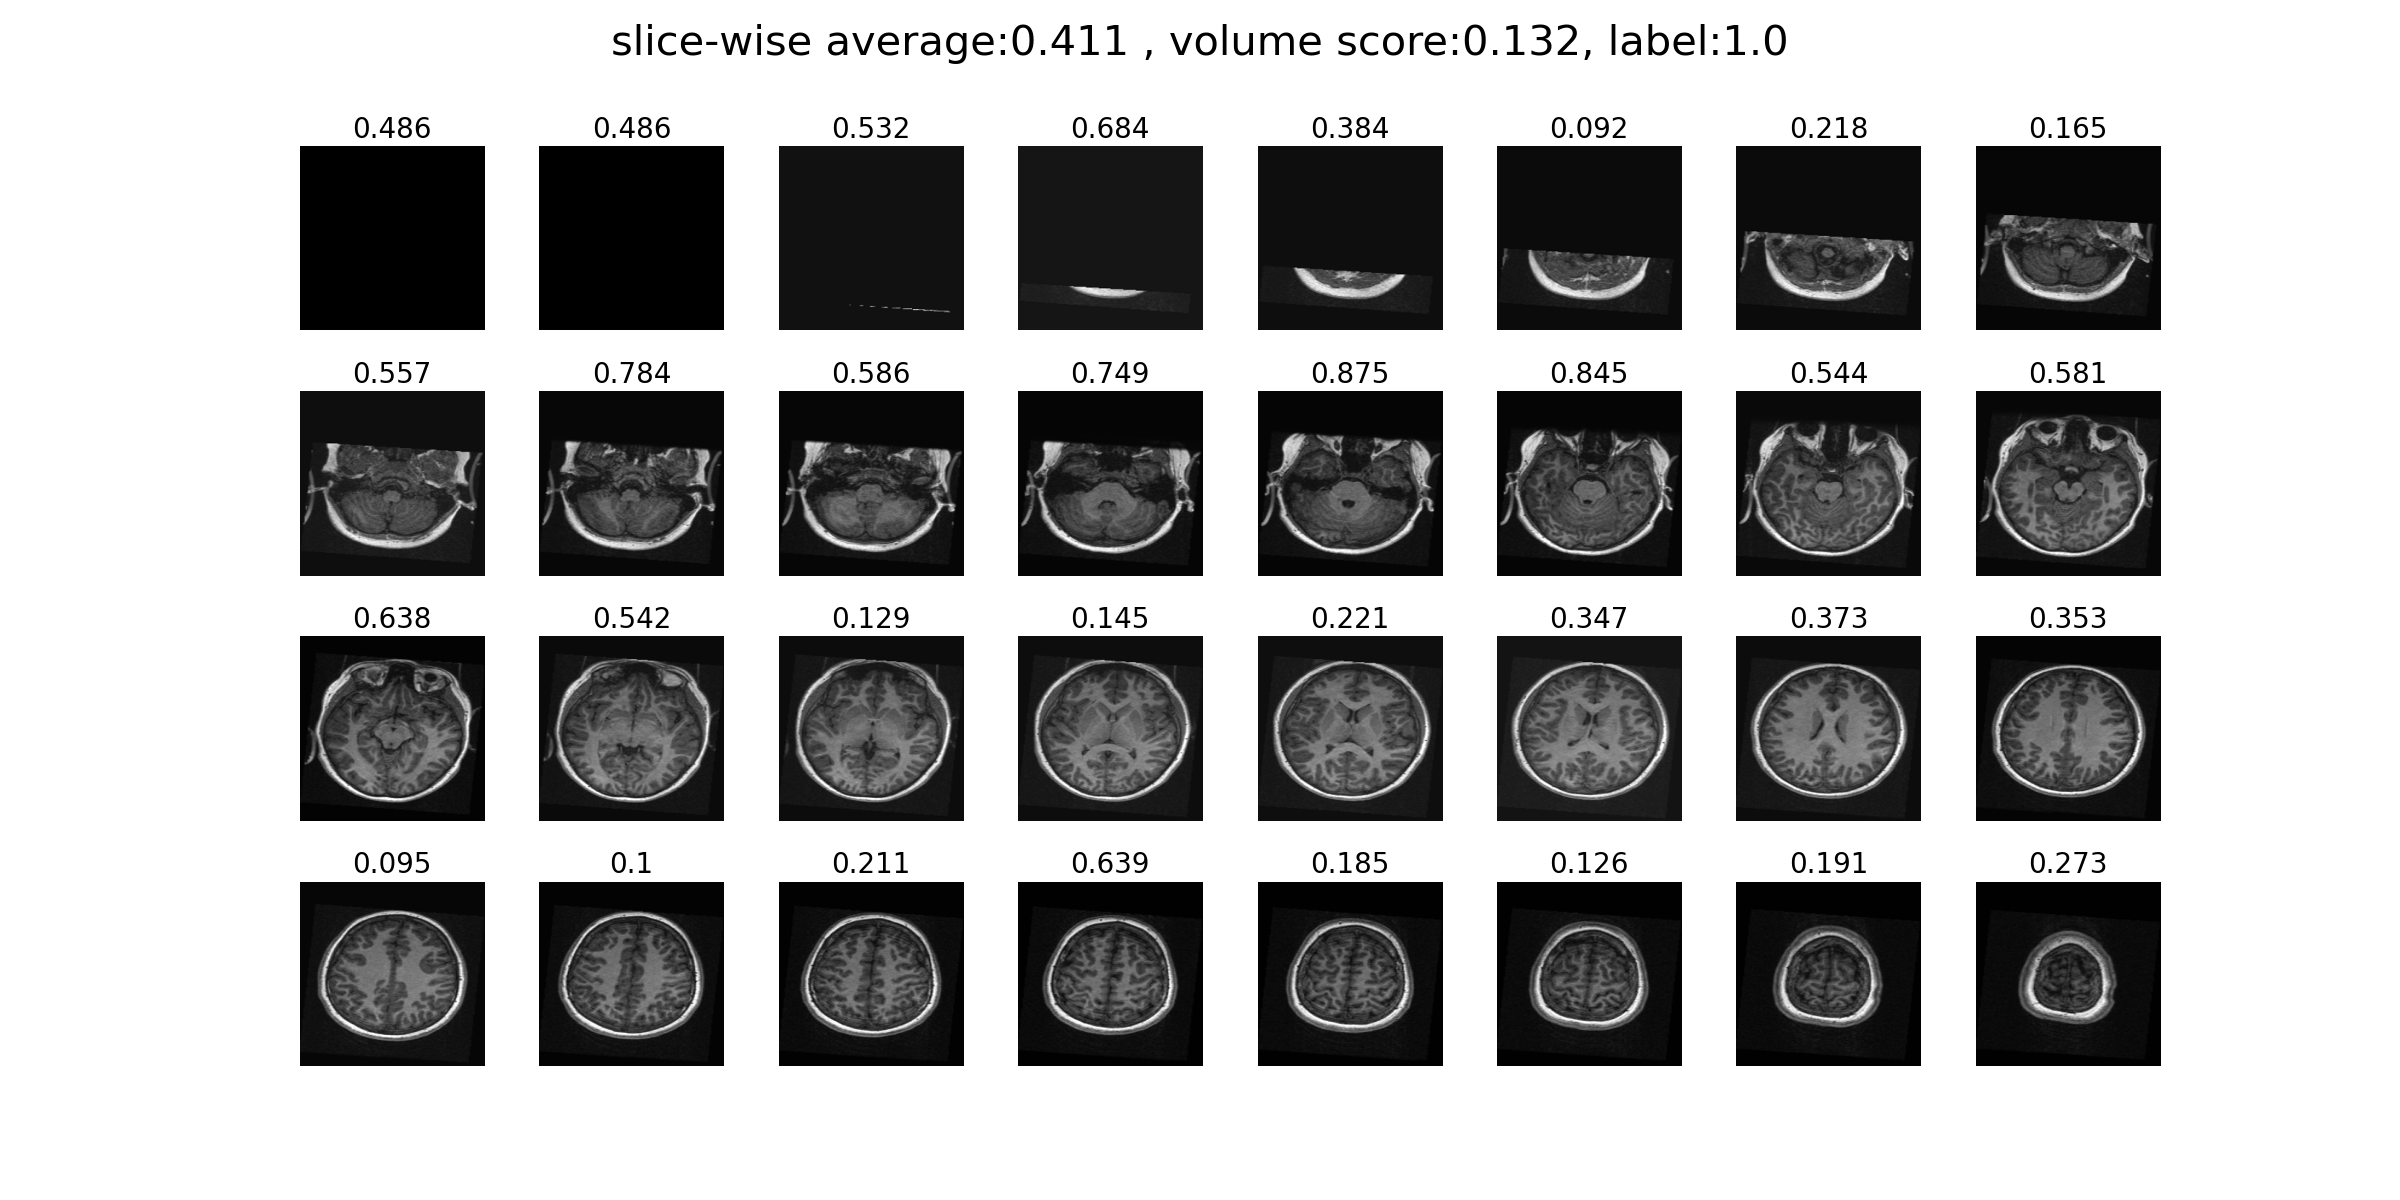 slice-wise average:0.411 , volume score:0.132, label:1.0
0.486 0.486 0.532 0.684 0.384 0.092 0.218 0.165
0.557 0.784 0.586 0.749 0.875 0.845 0.544 0.581
0.638 0.542 0.129 0.145 0.221 0.347 0.373 0.353
0.095 0.1 0.211 0.639 0.185 0.126 0.191 0.273